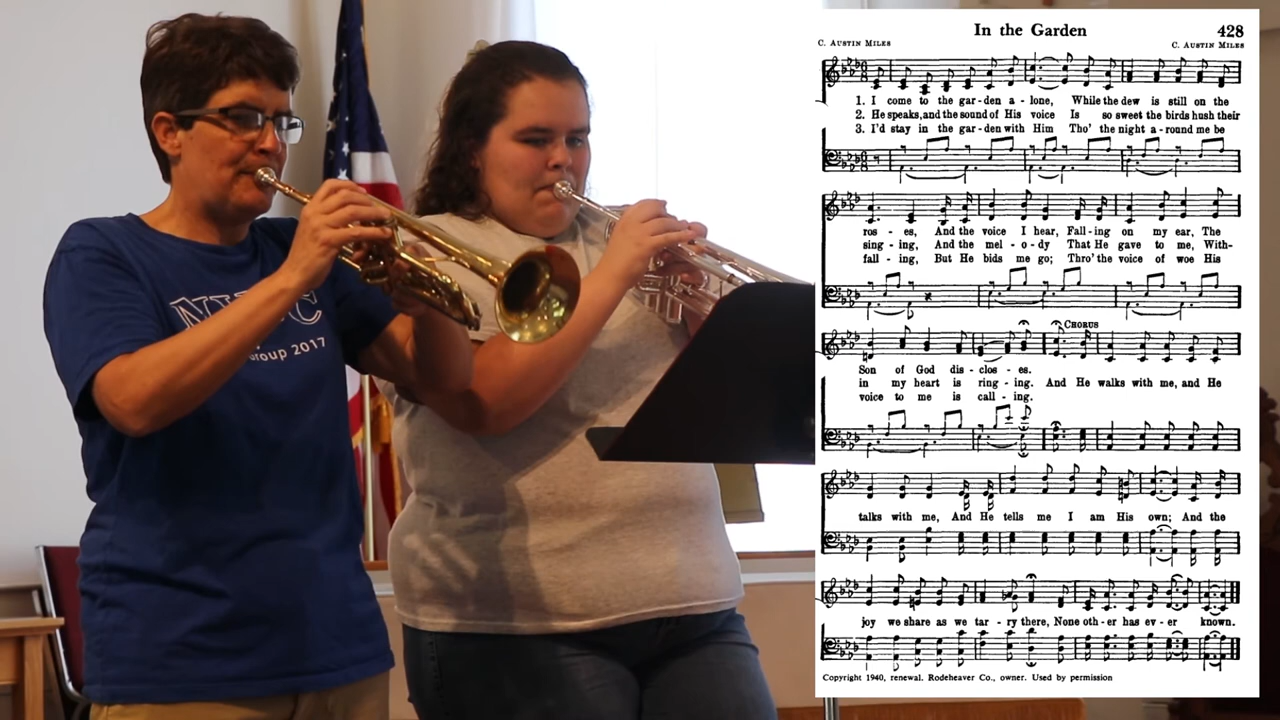 Group 2017
In the Garden 428
C. AUSTIN MILES C. AUSTIN MILES
1. I come to the gar - den a - lone, While the dew is still on the
2. He speaks, and the sound of His voice Is so sweet the birds hush their
3. I'd stay in the gar - den with Him Tho' the night a - round me be
ros - es, And the voice I hear, Fall - ing on my ear, The
sing - ing, And the mel - o - dy That He gave to me, With-
fall - ing, But He bids me go; Thro' the voice of woe His
CHORUS
Son of God dis - clos - es.
in my heart is ring - ing. And He walks with me, and He
voice to me is call - ing.
talks with me, And He tells me I am His own; And the
joy we share as we tar - ry there, None oth - er has ev - er known.
Copyright 1940, renewal. Rodeheaver Co., owner. Used by permission